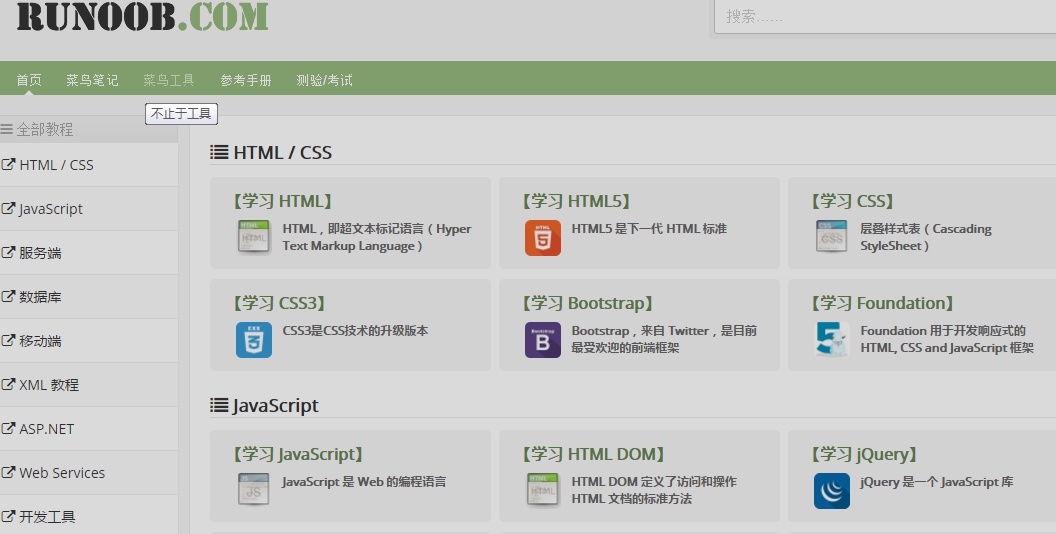 RUNOOB.COM
搜索……
首页 菜鸟笔记 菜鸟工具 参考手册 测验/考试
不止于工具
全部教程
HTML / CSS
JavaScript
服务端
数据库
移动端
XML 教程
ASP.NET
Web Services
开发工具
HTML / CSS
【学习 HTML】
HTML，即超文本标记语言（Hyper
Text Markup Language）
【学习 HTML5】
HTML5 是下一代 HTML 标准
【学习 CSS】
层叠样式表（Cascading
StyleSheet）
【学习 CSS3】
CSS3是CSS技术的升级版本
【学习 Bootstrap】
Bootstrap，来自 Twitter，是目前
最受欢迎的前端框架
【学习 Foundation】
Foundation 用于开发响应式的
HTML, CSS and JavaScript 框架
JavaScript
【学习 JavaScript】
JavaScript 是 Web 的编程语言
【学习 HTML DOM】
HTML DOM 定义了访问和操作
HTML 文档的标准方法
【学习 jQuery】
jQuery 是一个 JavaScript 库